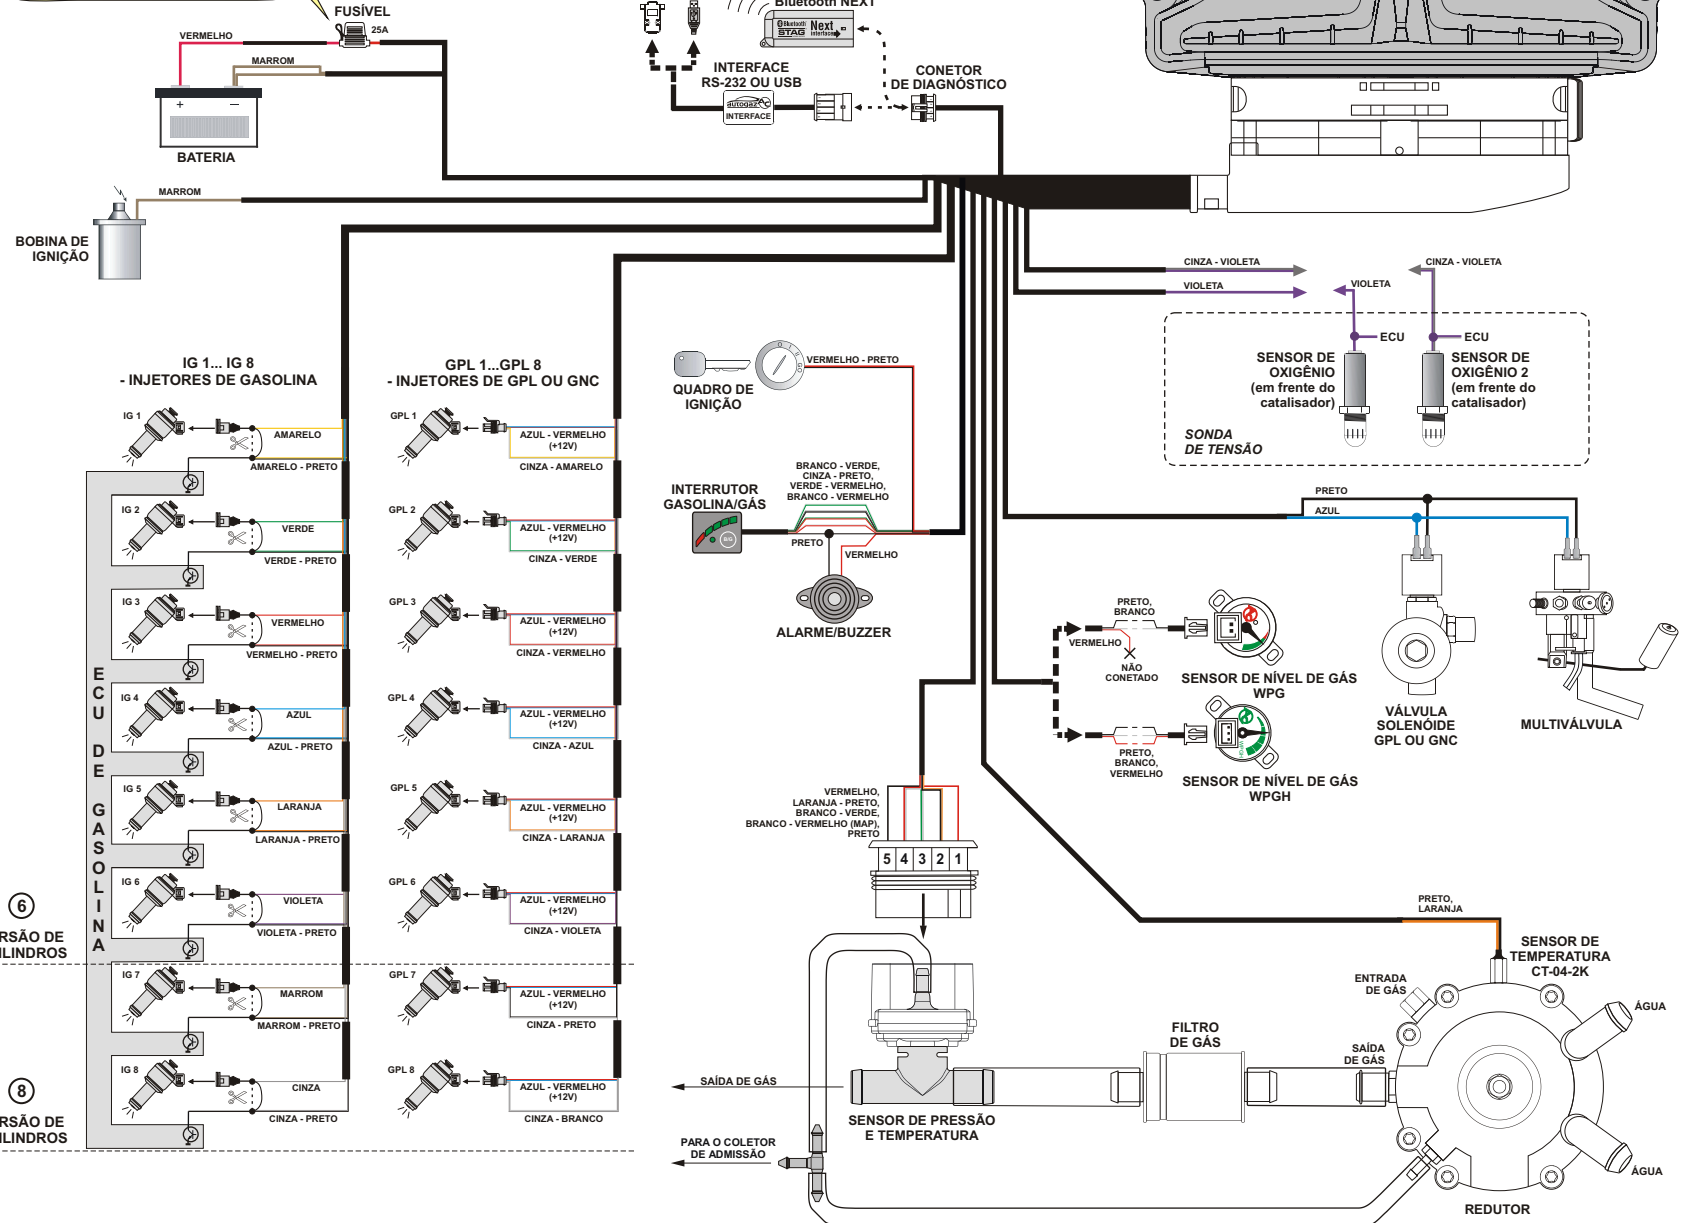 FUSÍVEL
25A
VERMELHO
MARROM
+
−
BATERIA
Bluetooth NEXT
Bluetooth
STAG
Next
interface
INTERFACE
RS-232 OU USB
autogaz
INTERFACE
CONETOR
DE DIAGNÓSTICO
MARROM
BOBINA DE
IGNIÇÃO
CINZA - VIOLETA
VIOLETA
CINZA - VIOLETA
VIOLETA
ECU
ECU
SENSOR DE
OXIGÊNIO
(em frente do
catalisador)
SENSOR DE
OXIGÊNIO 2
(em frente do
catalisador)
SONDA
DE TENSÃO
IG 1... IG 8
- INJETORES DE GASOLINA
GPL 1...GPL 8
- INJETORES DE GPL OU GNC
IG 1
AMARELO
AMARELO - PRETO
IG 2
VERDE
VERDE - PRETO
IG 3
VERMELHO
VERMELHO - PRETO
IG 4
AZUL
AZUL - PRETO
IG 5
LARANJA
LARANJA - PRETO
IG 6
VIOLETA
VIOLETA - PRETO
IG 7
MARROM
MARROM - PRETO
IG 8
CINZA
CINZA - PRETO
ECU DE GASOLINA
6
RSÃO DE
ILINDROS
8
RSÃO DE
ILINDROS
GPL 1
AZUL - VERMELHO
(+12V)
CINZA - AMARELO
GPL 2
AZUL - VERMELHO
(+12V)
CINZA - VERDE
GPL 3
AZUL - VERMELHO
(+12V)
CINZA - VERMELHO
GPL 4
AZUL - VERMELHO
(+12V)
CINZA - AZUL
GPL 5
AZUL - VERMELHO
(+12V)
CINZA - LARANJA
GPL 6
AZUL - VERMELHO
(+12V)
CINZA - VIOLETA
GPL 7
AZUL - VERMELHO
(+12V)
CINZA - PRETO
GPL 8
AZUL - VERMELHO
(+12V)
CINZA - BRANCO
VERMELHO - PRETO
QUADRO DE
IGNIÇÃO
BRANCO - VERDE,
CINZA - PRETO,
VERDE - VERMELHO,
BRANCO - VERMELHO
INTERRUTOR
GASOLINA/GÁS
PRETO
VERMELHO
ALARME/BUZZER
PRETO
AZUL
VÁLVULA
SOLENÓIDE
GPL OU GNC
MULTIVÁLVULA
PRETO,
BRANCO
VERMELHO
NÃO
CONETADO
SENSOR DE NÍVEL DE GÁS
WPG
PRETO,
BRANCO,
VERMELHO
SENSOR DE NÍVEL DE GÁS
WPGH
VERMELHO,
LARANJA - PRETO,
BRANCO - VERDE,
BRANCO - VERMELHO (MAP),
PRETO
5 4 3 2 1
PRETO,
LARANJA
SENSOR DE
TEMPERATURA
CT-04-2K
ENTRADA
DE GÁS
ÁGUA
FILTRO
DE GÁS
SAÍDA
DE GÁS
SAÍDA DE GÁS
SENSOR DE PRESSÃO
E TEMPERATURA
PARA O COLETOR
DE ADMISSÃO
ÁGUA
REDUTOR